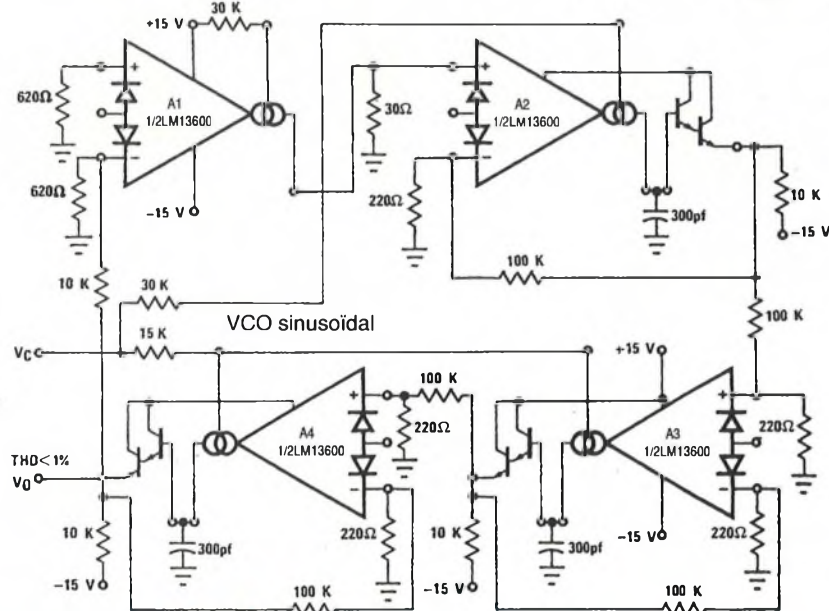 30 K
+15 V
A1
1/2LM13600
620Ω
620Ω
+
−
−15 V
30Ω
+
−
A2
1/2LM13600
220Ω
300pf
10 K
−15 V
100 K
10 K
30 K
VCO sinusoïdal
100 K
VC
15 K
+15 V
100 K
A4
1/2LM13600
+
−
220Ω
A3
1/2LM13600
+
−
220Ω
THD<1%
VO
10 K
300pf
220Ω
10 K
300pf
−15 V
220Ω
−15 V
100 K
−15 V
100 K